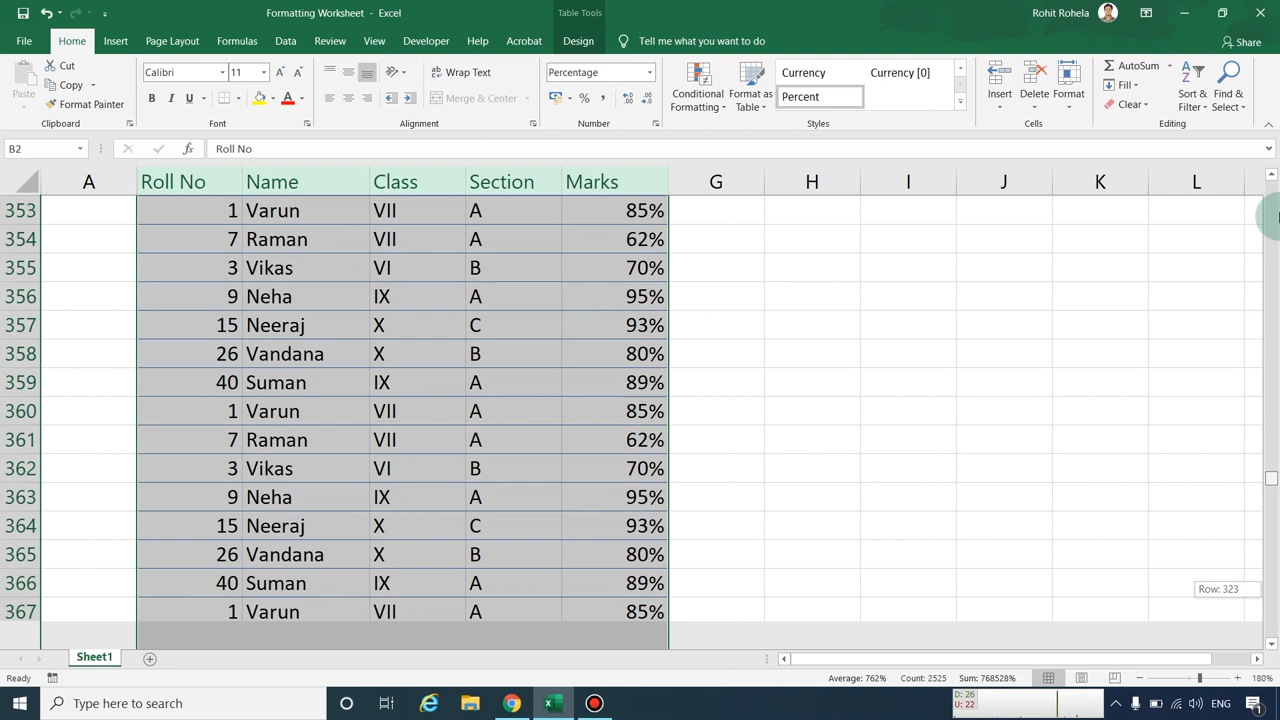 Formatting Worksheet - Excel
Table Tools
Rohit Rohela
File Home Insert Page Layout Formulas Data Review View Developer Help Acrobat Design Tell me what you want to do Share
Paste
Cut
Copy
Format Painter
Clipboard
Calibri 11
B I U
Font
Wrap Text
Merge & Center
Alignment
Percentage
% ,
Number
Conditional Formatting
Format as Table
Currency Currency [0]
Percent
Styles
Insert Delete Format
Cells
AutoSum
Fill
Clear
Sort & Filter
Find & Select
Editing
B2 fx Roll No
A Roll No Name Class Section Marks G H I J K L
353 1 Varun VII A 85%
354 7 Raman VII A 62%
355 3 Vikas VI B 70%
356 9 Neha IX A 95%
357 15 Neeraj X C 93%
358 26 Vandana X B 80%
359 40 Suman IX A 89%
360 1 Varun VII A 85%
361 7 Raman VII A 62%
362 3 Vikas VI B 70%
363 9 Neha IX A 95%
364 15 Neeraj X C 93%
365 26 Vandana X B 80%
366 40 Suman IX A 89%
367 1 Varun VII A 85%
Row: 323
Sheet1
Ready Average: 762% Count: 2525 Sum: 768528% 180%
Type here to search
D: 26
U: 22
ENG
1